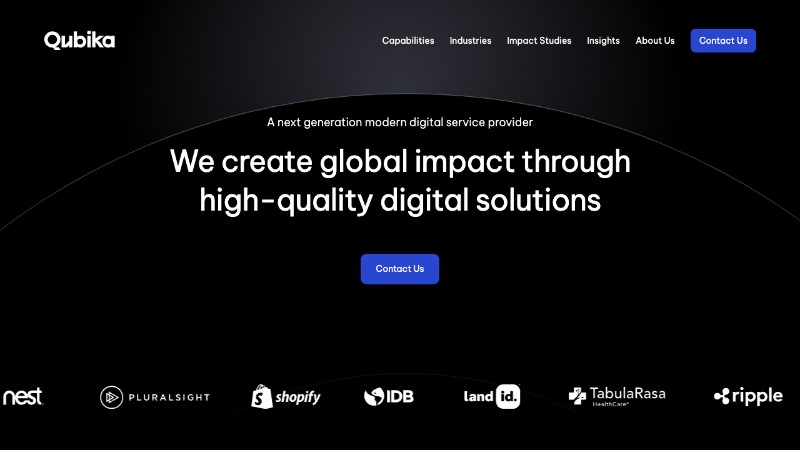 Qubika
Capabilities
Industries
Impact Studies
Insights
About Us
Contact Us
A next generation modern digital service provider
We create global impact through
high-quality digital solutions
Contact Us
nest
PLURALSIGHT
shopify
IDB
land id.
TabulaRasa
HealthCare
ripple